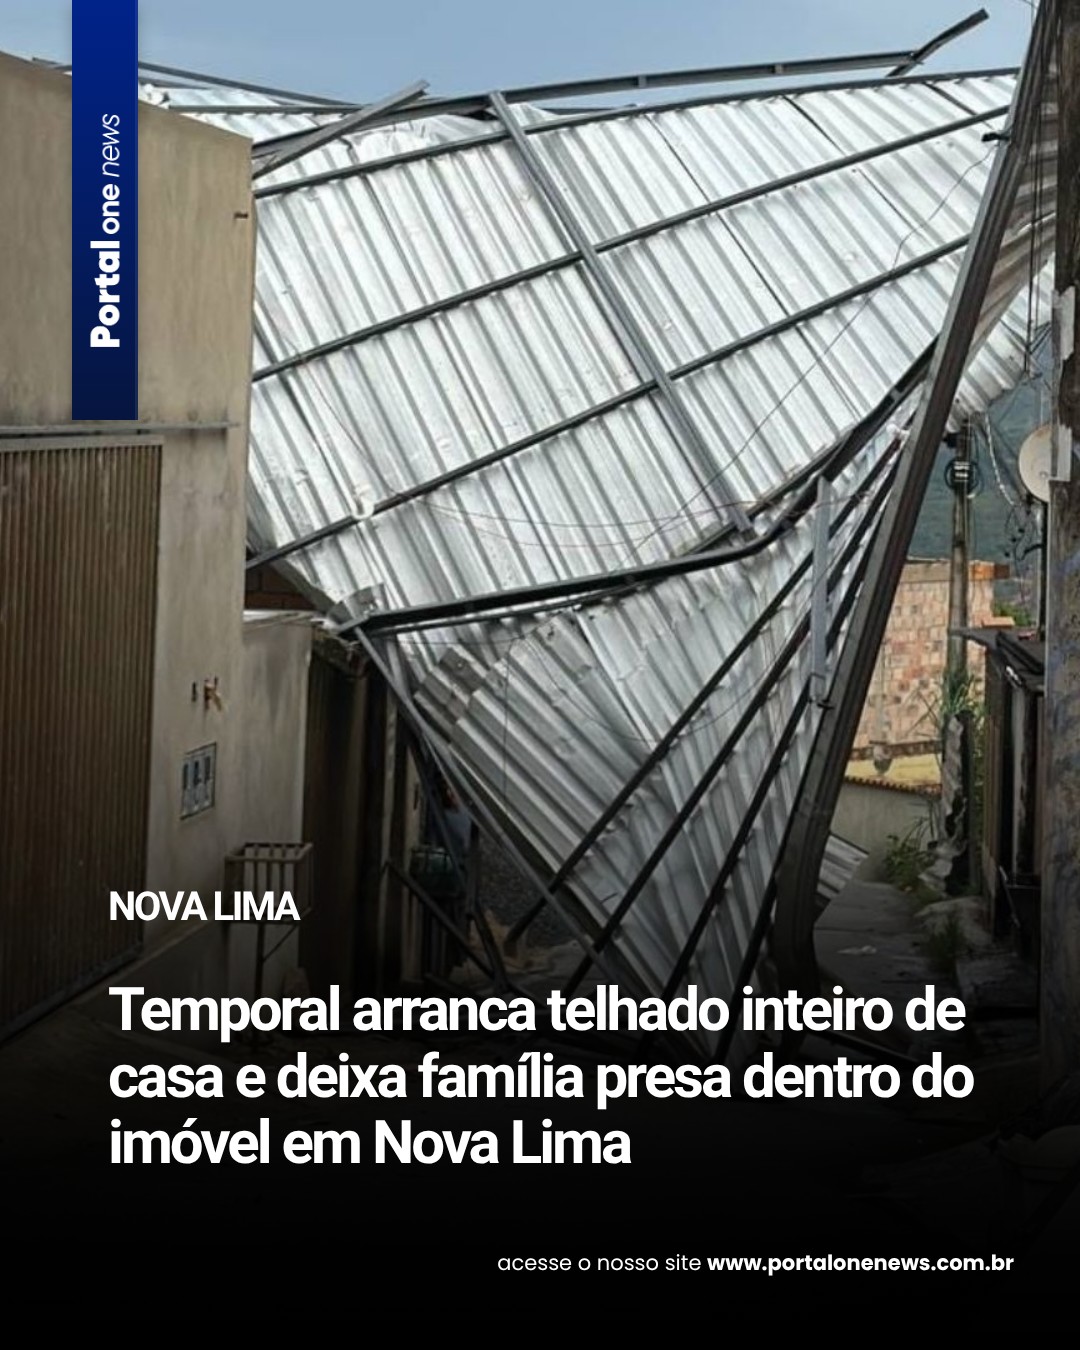 Portal one news
NOVA LIMA
Temporal arranca telhado inteiro de
casa e deixa família presa dentro do
imóvel em Nova Lima
acesse o nosso site www.portalonenews.com.br